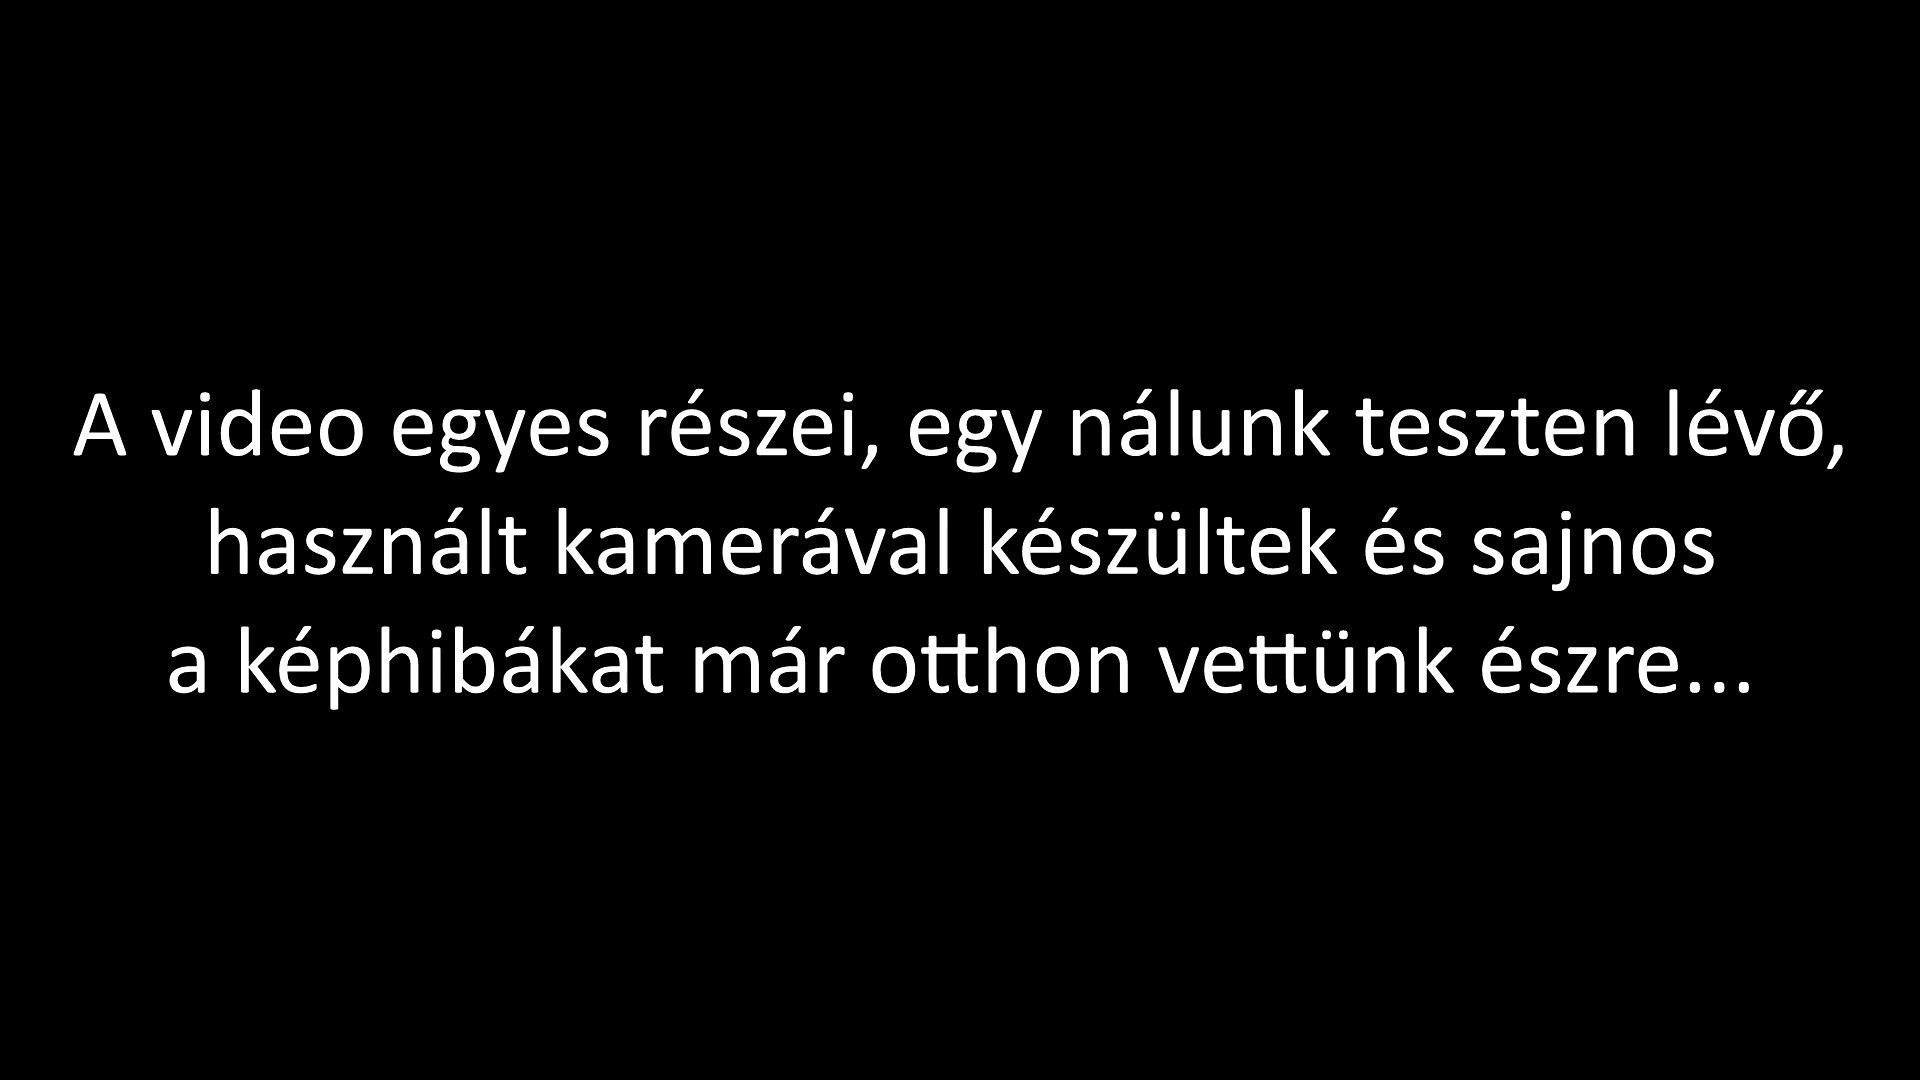 A video egyes részei, egy nálunk teszten lévő,
használt kamerával készültek és sajnos
a képhibákat már otthon vettünk észre...